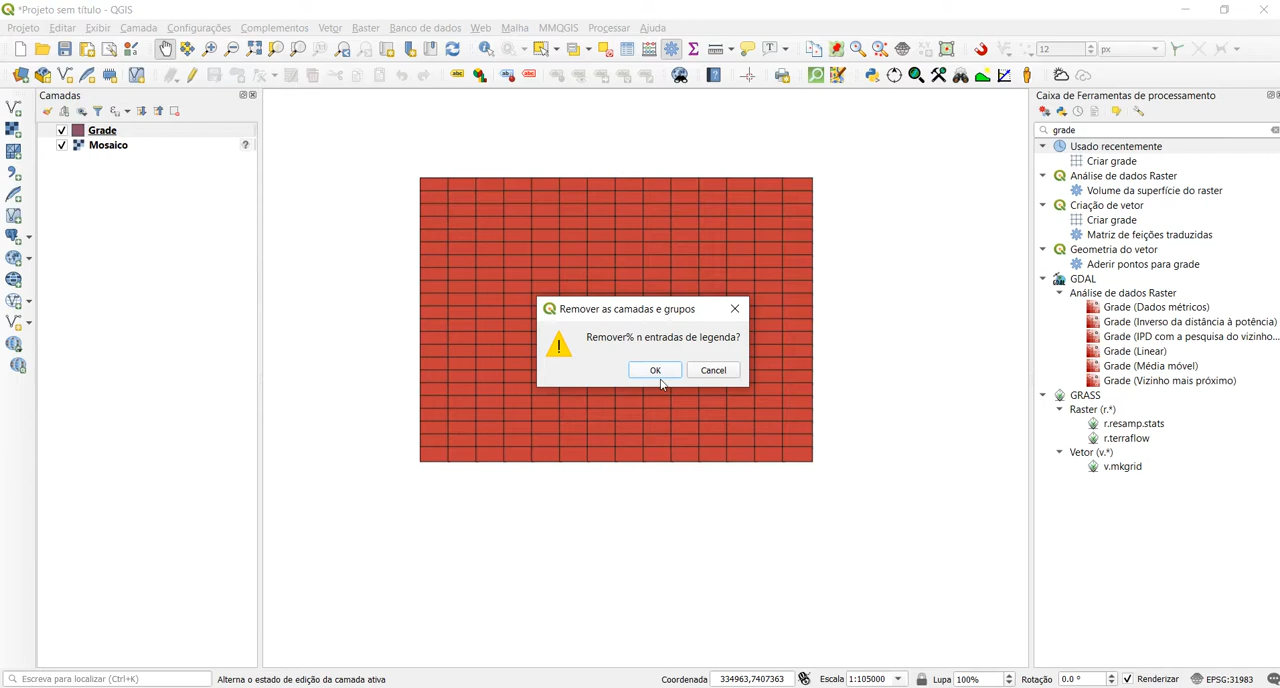 *Projeto sem título - QGIS
Projeto Editar Exibir Camada Configurações Complementos Vetor Raster Banco de dados Web Malha MMQGIS Processar Ajuda
12 px
Camadas
Grade
Mosaico
?
Remover as camadas e grupos
Remover% n entradas de legenda?
OK Cancel
Caixa de Ferramentas de processamento
grade
Usado recentemente
Criar grade
Análise de dados Raster
Volume da superfície do raster
Criação de vetor
Criar grade
Matriz de feições traduzidas
Geometria do vetor
Aderir pontos para grade
GDAL
Análise de dados Raster
Grade (Dados métricos)
Grade (Inverso da distância à potência)
Grade (IPD com a pesquisa do vizinho...
Grade (Linear)
Grade (Média móvel)
Grade (Vizinho mais próximo)
GRASS
Raster (r.*)
r.resamp.stats
r.terraflow
Vetor (v.*)
v.mkgrid
Escreva para localizar (Ctrl+K) Alterna o estado de edição da camada ativa Coordenada 334963,7407363 Escala 1:105000 Lupa 100% Rotação 0.0 ° Renderizar EPSG:31983